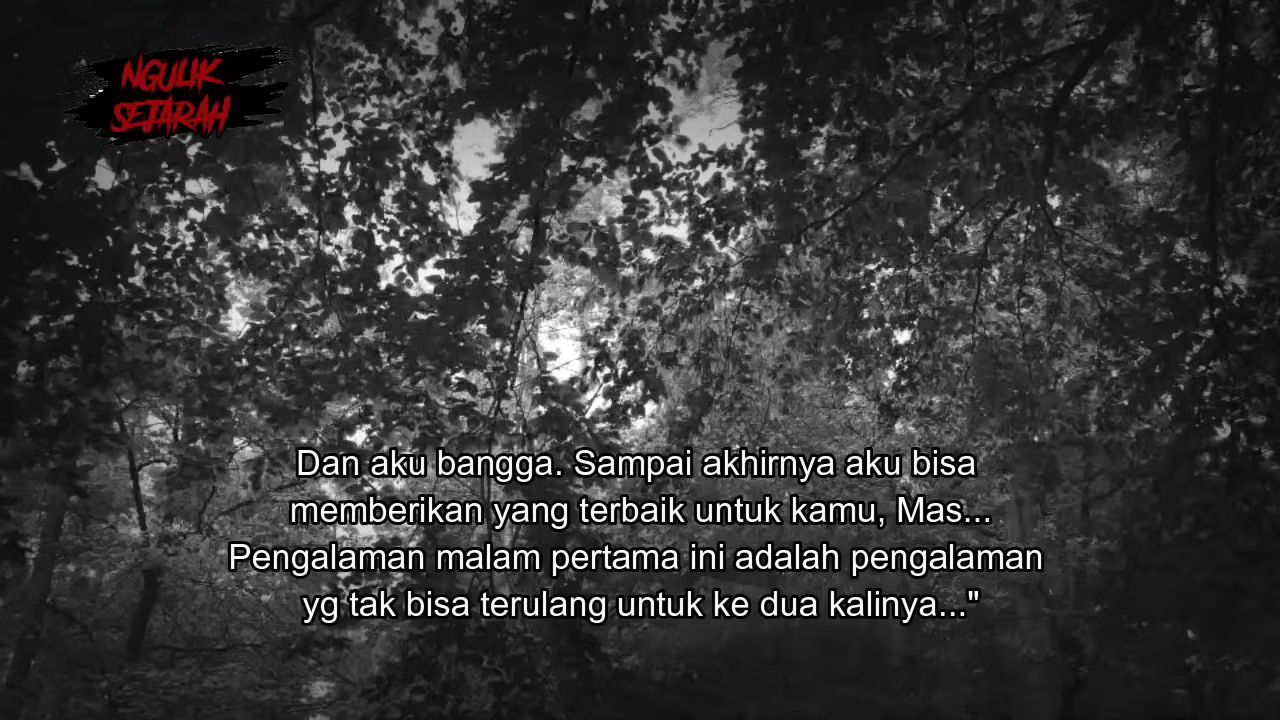 NGULIK
SEJARAH
Dan aku bangga. Sampai akhirnya aku bisa
memberikan yang terbaik untuk kamu, Mas...
Pengalaman malam pertama ini adalah pengalaman
yg tak bisa terulang untuk ke dua kalinya..."